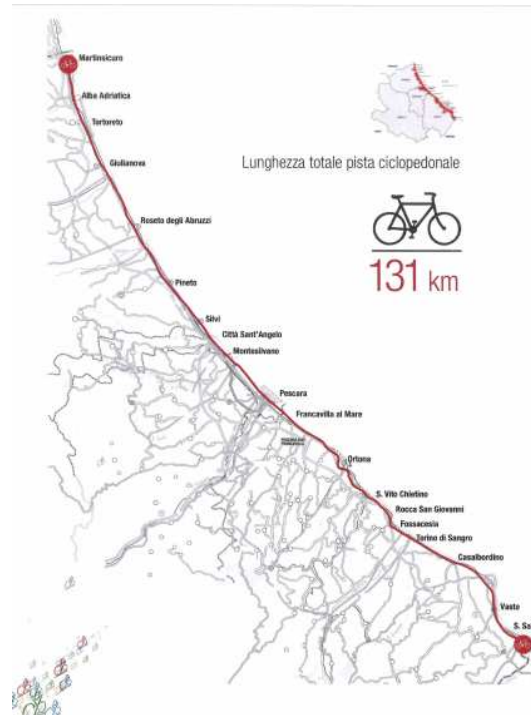 Martinsicuro
Alba Adriatica
Tortoreto
Giulianova
Lunghezza totale pista ciclopedonale
Roseto degli Abruzzi
131 km
Pineto
Silvi
Città Sant'Angelo
Montesilvano
Pescara
Francavilla al Mare
Ortona
S. Vito Chietino
Rocca San Giovanni
Fossacesia
Torino di Sangro
Casalbordino
Vasto
S. Sa